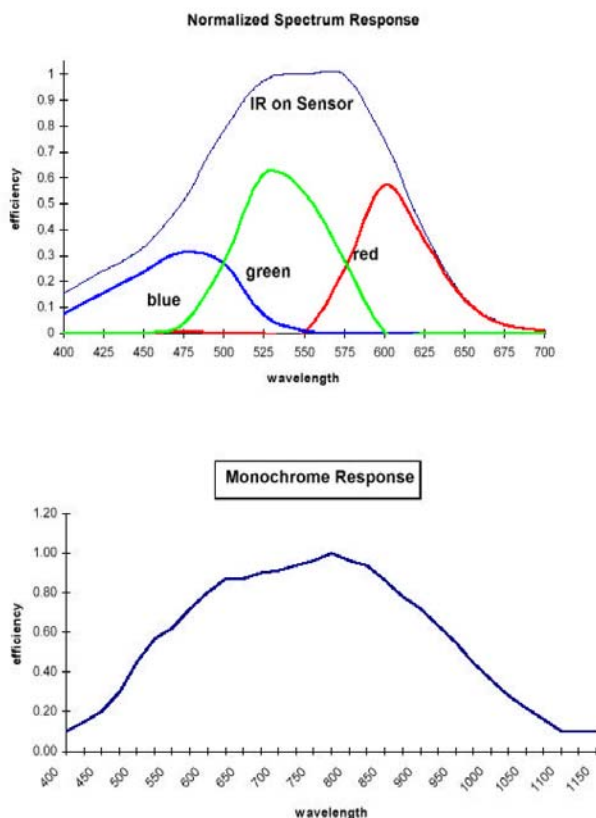 Normalized Spectrum Response
1
0.9
0.8
0.7
0.6
0.5
0.4
0.3
0.2
0.1
0
efficiency
IR on Sensor
blue
green
red
400 425 450 475 500 525 550 575 600 625 650 675 700
wavelength
Monochrome Response
1.20
1.00
0.80
0.60
0.40
0.20
0.00
efficiency
400 450 500 550 600 650 700 750 800 850 900 950 1000 1050 1100 1150
wavelength